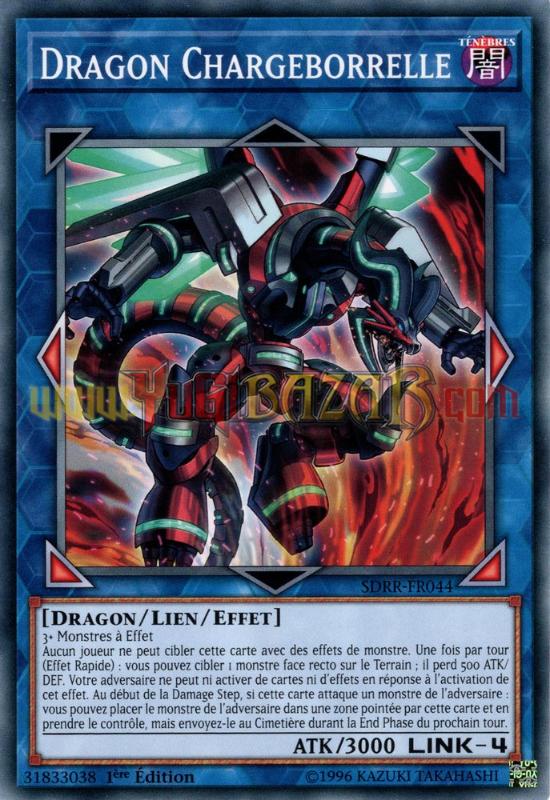 TÉNÈBRES
DRAGON CHARGEBORRELLE
闇
www.YUGIBAZAR.com
SDRR-FR044
[DRAGON/LIEN/EFFET]
3+ Monstres à Effet
Aucun joueur ne peut cibler cette carte avec des effets de monstre. Une fois par tour
(Effet Rapide) : vous pouvez cibler 1 monstre face recto sur le Terrain ; il perd 500 ATK/
DEF. Votre adversaire ne peut ni activer de cartes ni d'effets en réponse à l'activation de
cet effet. Au début de la Damage Step, si cette carte attaque un monstre de l'adversaire :
vous pouvez placer le monstre de l'adversaire dans une zone pointée par cette carte et en
prendre le contrôle, mais envoyez-le au Cimetière durant la End Phase du prochain tour.
ATK/3000 LINK-4
31833038 1ère Édition ©1996 KAZUKI TAKAHASHI